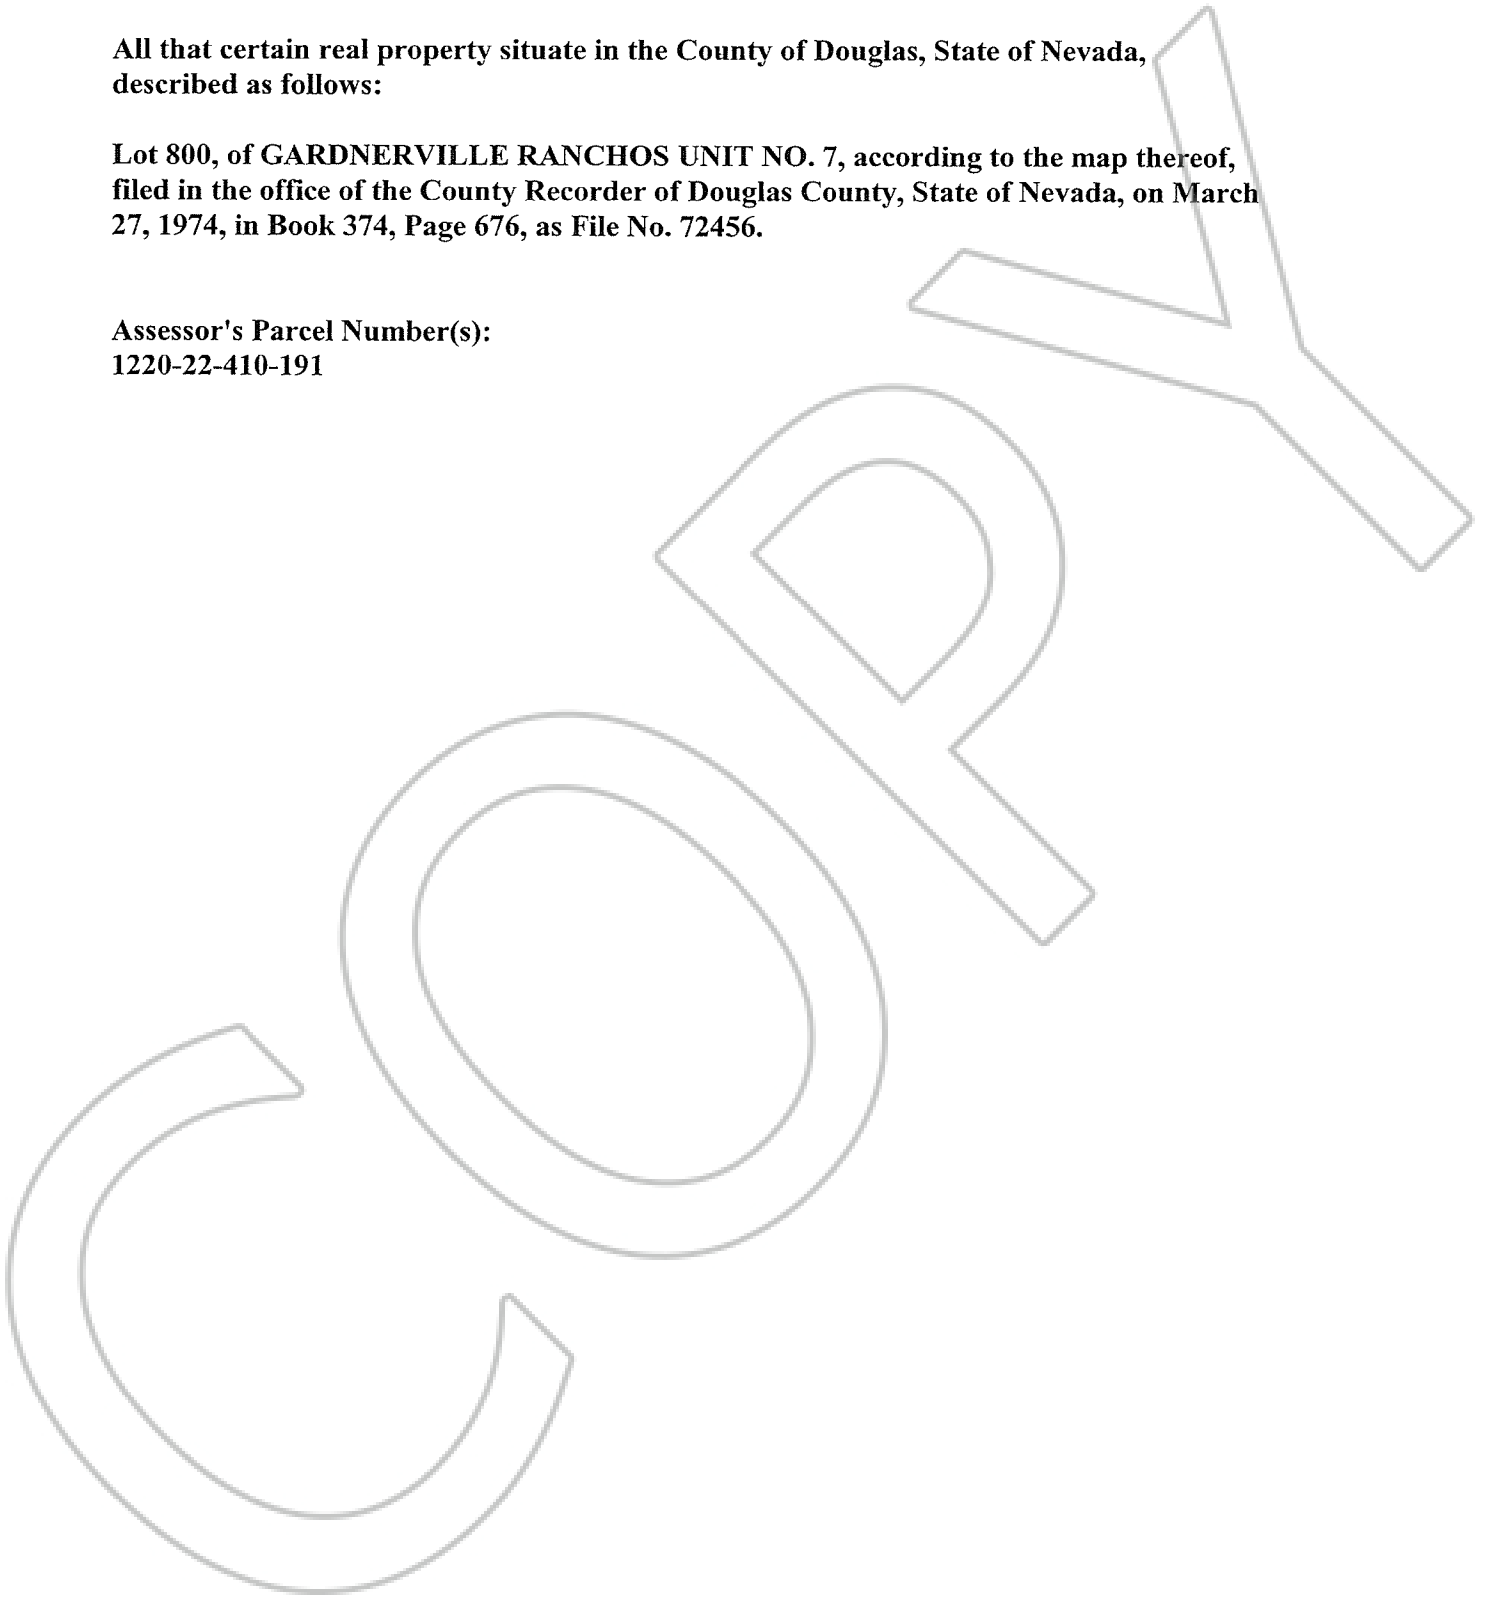 All that certain real property situate in the County of Douglas, State of Nevada,
described as follows:
Lot 800, of GARDNERVILLE RANCHOS UNIT NO. 7, according to the map thereof,
filed in the office of the County Recorder of Douglas County, State of Nevada, on March
27, 1974, in Book 374, Page 676, as File No. 72456.
Assessor's Parcel Number(s):
1220-22-410-191
COPY